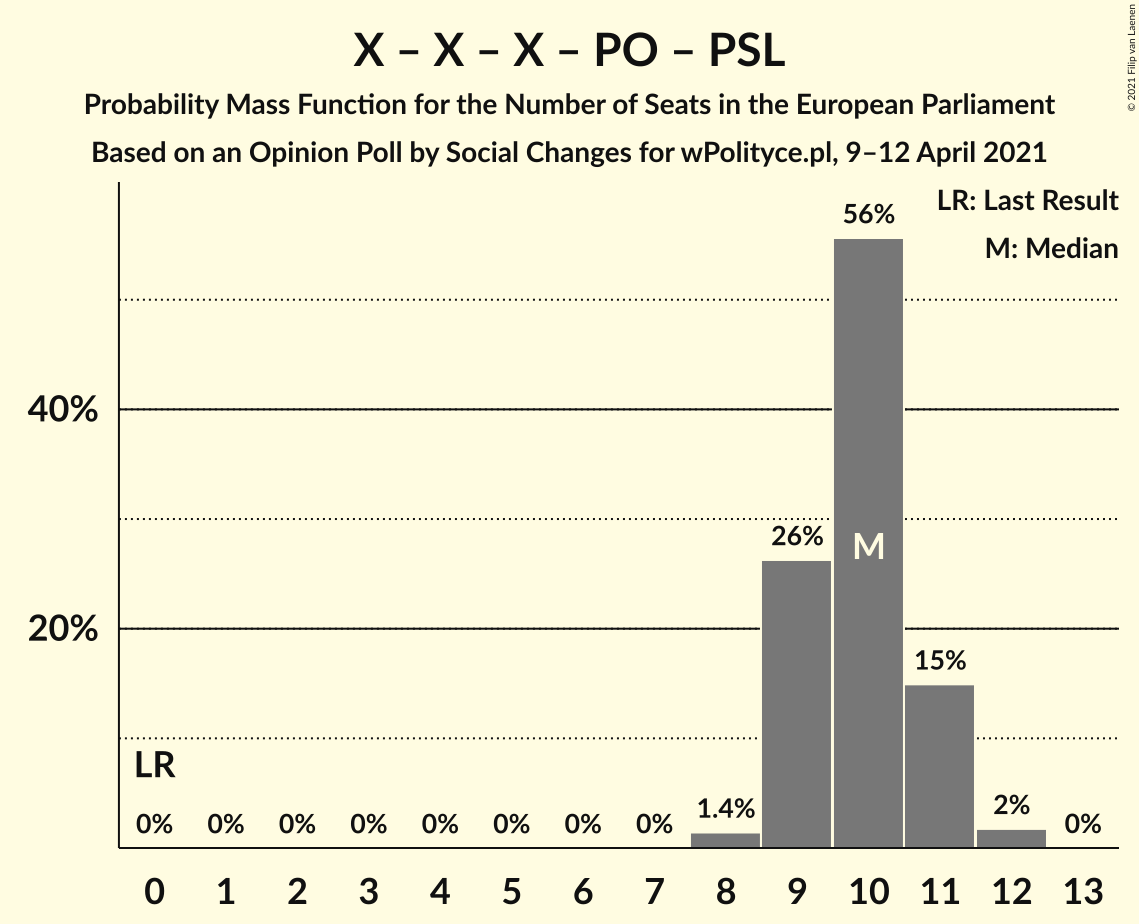 X – X – X – PO – PSL
Probability Mass Function for the Number of Seats in the European Parliament
Based on an Opinion Poll by Social Changes for wPolityce.pl, 9–12 April 2021
© 2021 Filip van Laenen
LR: Last Result
M: Median
56%
40%
26%
M
20%
15%
LR
0% 0% 0% 0% 0% 0% 0% 0% 1.4% 2% 0%
0 1 2 3 4 5 6 7 8 9 10 11 12 13